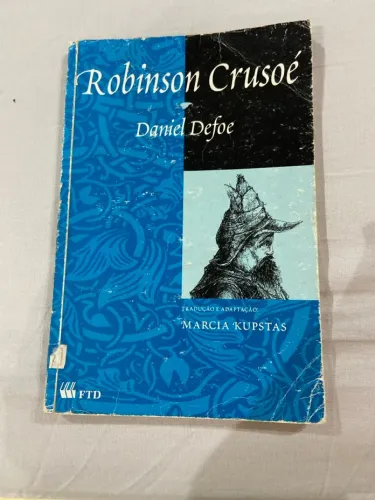 Robinson Crusoé
Daniel Defoe
TRADUÇÃO E ADAPTAÇÃO
MARCIA KUPSTAS
FTD